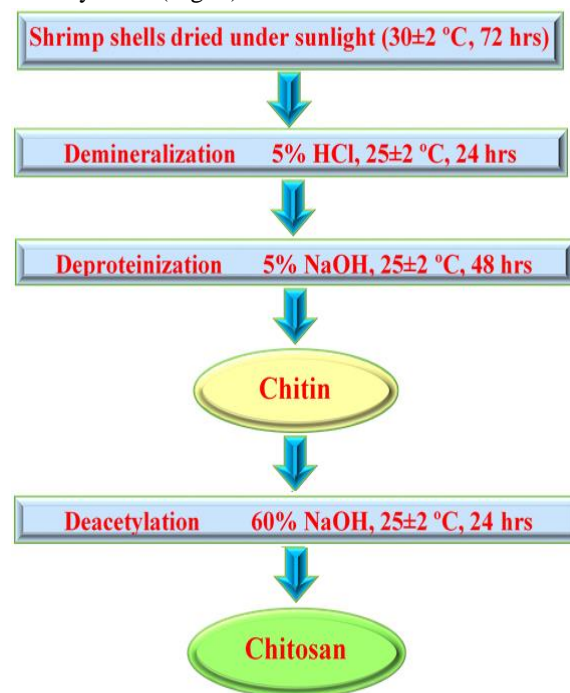 Shrimp shells dried under sunlight (30±2 ºC, 72 hrs)
Demineralization 5% HCl, 25±2 ºC, 24 hrs
Deproteinization 5% NaOH, 25±2 ºC, 48 hrs
Chitin
Deacetylation 60% NaOH, 25±2 ºC, 24 hrs
Chitosan